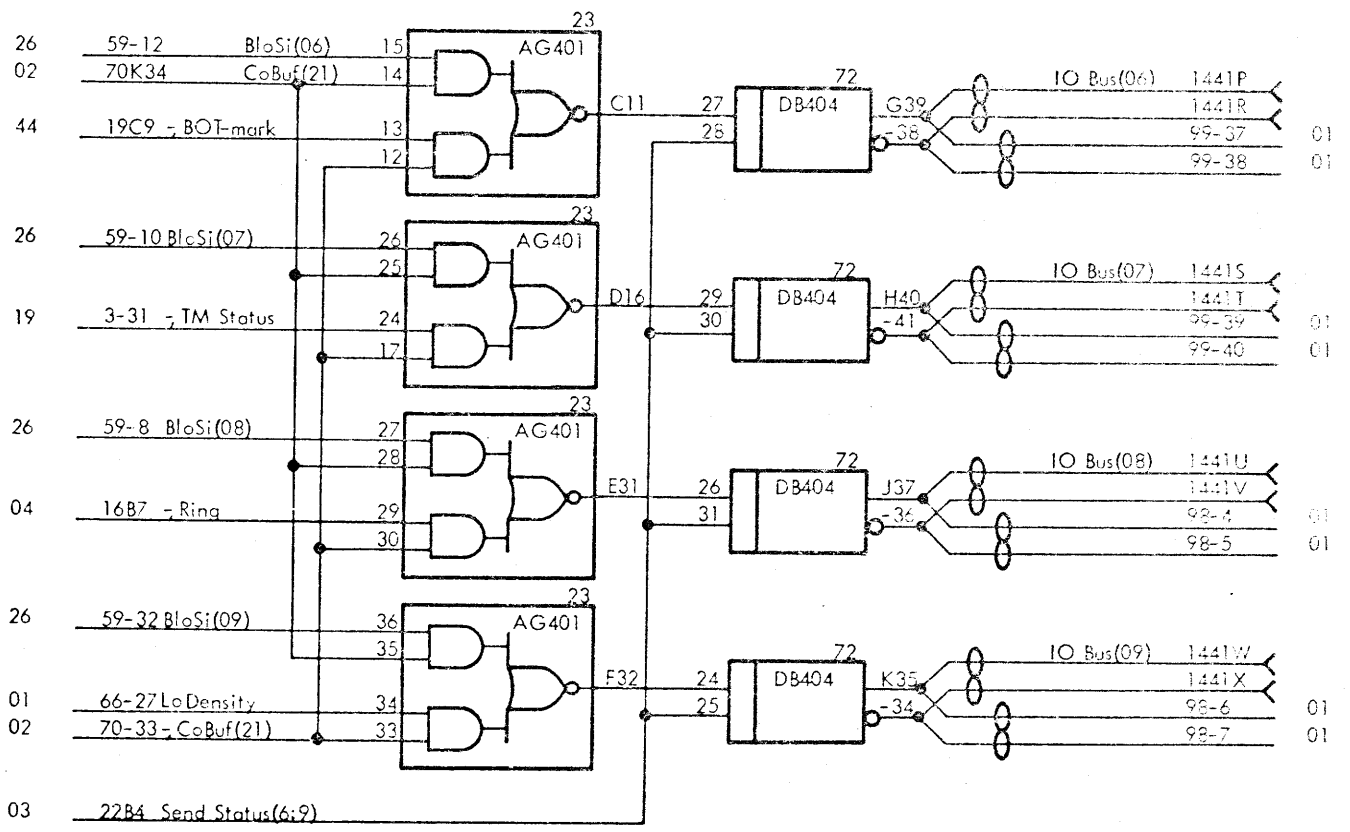 23
26 59-12 BloSi(06) 15 AG401
02 70K34 CoBuf(21) 14
72
IO Bus(06) 1441P
C11 27 DB404 G39 1441R
44 19C9 ¬, BOT-mark 13 28 -38 99-37 01
12 99-38 01
23
26 59-10 BloSi(07) 26 AG401
25
72
IO Bus(07) 1441S
D16 29 DB404 H40 1441T
19 3-31 ¬, TM Status 24 30 -41 99-39 01
17 99-40 01
23
26 59-8 BloSi(08) 27 AG401
28
72
IO Bus(08) 1441U
E31 26 DB404 J37 1441V
04 16B7 ¬, Ring 29 31 -36 98-4 01
30 98-5 01
23
26 59-32 BloSi(09) 36 AG401
35
72
IO Bus(09) 1441W
F32 24 DB404 K35 1441X
01 66-27 LoDensity 34 25 -34 98-6 01
02 70-33 ¬, CoBuf(21) 33 98-7 01
03 22B4 Send Status(6:9)